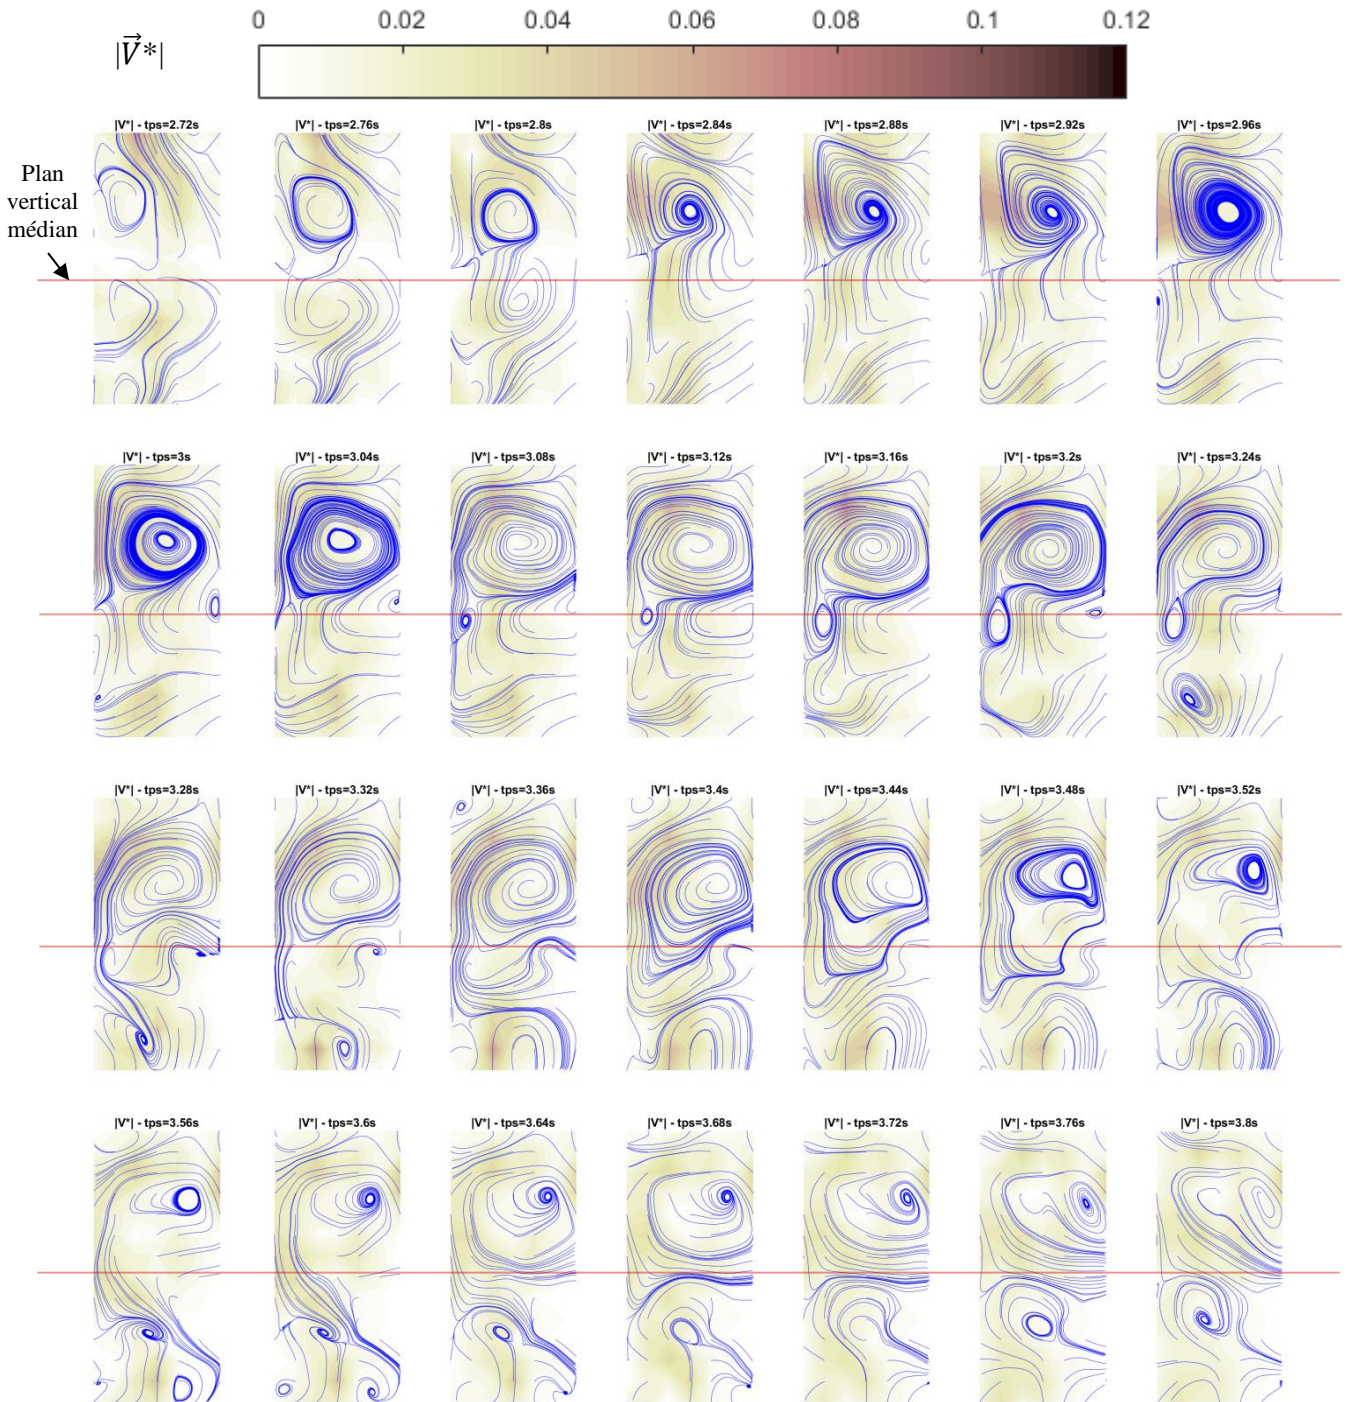 0 0.02 0.04 0.06 0.08 0.1 0.12
|V⃗*|
|V*| - tps=2.72s |V*| - tps=2.76s |V*| - tps=2.8s |V*| - tps=2.84s |V*| - tps=2.88s |V*| - tps=2.92s |V*| - tps=2.96s
Plan
vertical
médian
|V*| - tps=3s |V*| - tps=3.04s |V*| - tps=3.08s |V*| - tps=3.12s |V*| - tps=3.16s |V*| - tps=3.2s |V*| - tps=3.24s
|V*| - tps=3.28s |V*| - tps=3.32s |V*| - tps=3.36s |V*| - tps=3.4s |V*| - tps=3.44s |V*| - tps=3.48s |V*| - tps=3.52s
|V*| - tps=3.56s |V*| - tps=3.6s |V*| - tps=3.64s |V*| - tps=3.68s |V*| - tps=3.72s |V*| - tps=3.76s |V*| - tps=3.8s